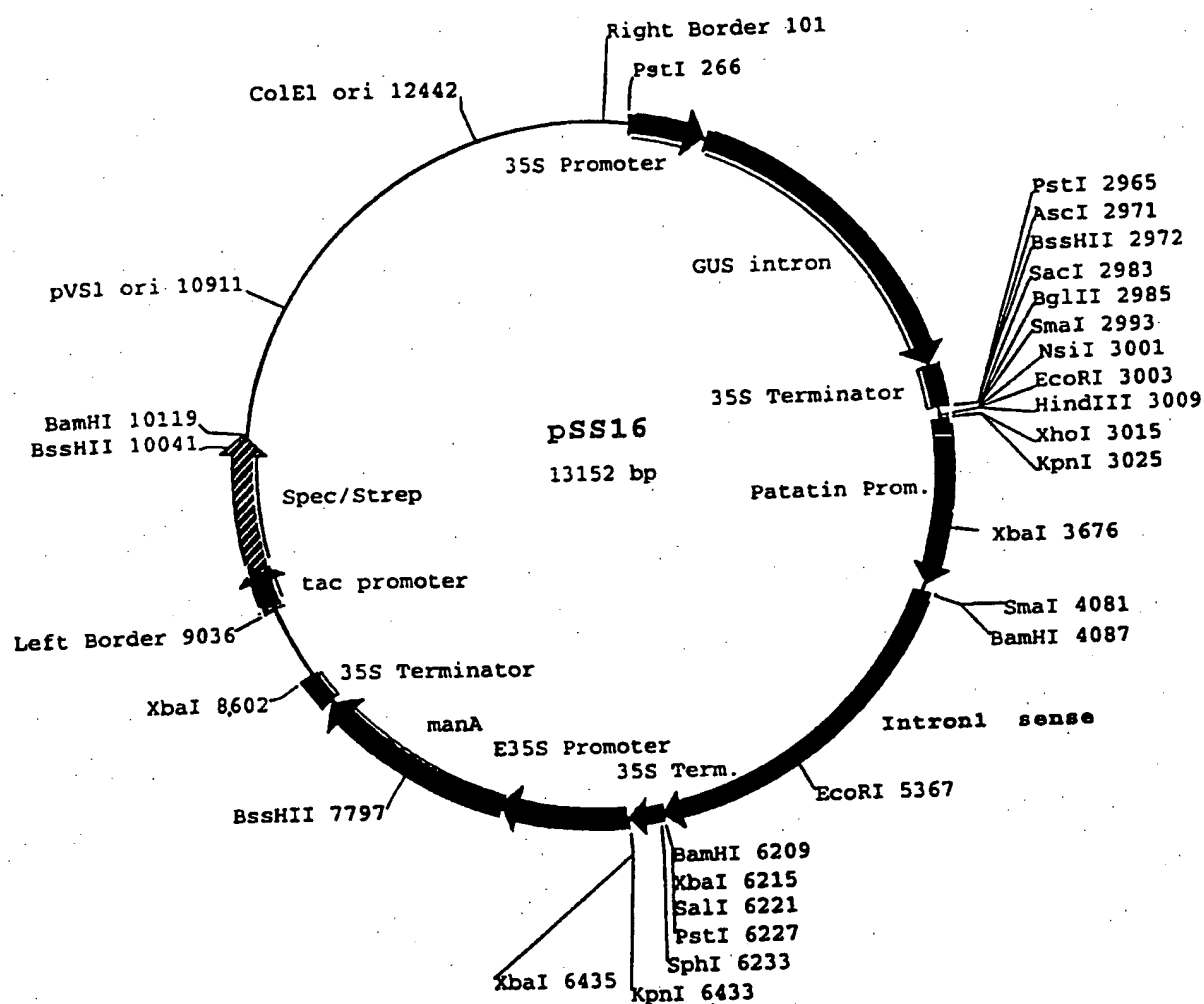 Right Border 101
PstI 266
ColE1 ori 12442
35S Promoter
PstI 2965
AscI 2971
BssHII 2972
SacI 2983
BglII 2985
SmaI 2993
NsiI 3001
EcoRI 3003
HindIII 3009
XhoI 3015
KpnI 3025
GUS intron
pVS1 ori 10911
35S Terminator
pSS16
13152 bp
BamHI 10119
BssHII 10041
Spec/Strep
Patatin Prom.
XbaI 3676
tac promoter
SmaI 4081
BamHI 4087
Left Border 9036
35S Terminator
XbaI 8,602
manA
Intron1 sense
E35S Promoter
35S Term.
EcoRI 5367
BssHII 7797
BamHI 6209
XbaI 6215
SalI 6221
PstI 6227
SphI 6233
XbaI 6435
KpnI 6433